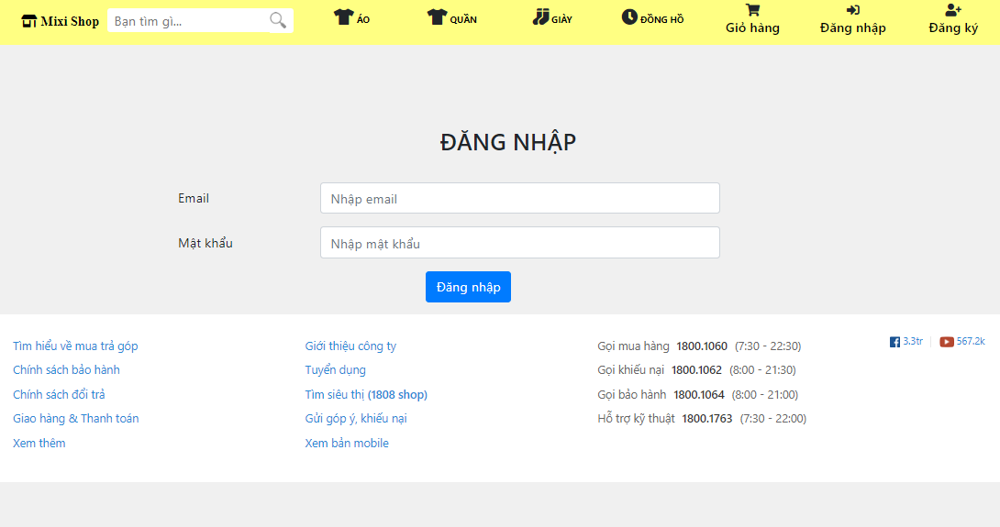 Mixi Shop
Bạn tìm gì...
ÁO
QUẦN
GIÀY
ĐỒNG HỒ
Giỏ hàng
Đăng nhập
Đăng ký
ĐĂNG NHẬP
Email
Nhập email
Mật khẩu
Nhập mật khẩu
Đăng nhập
Tìm hiểu về mua trả góp
Chính sách bảo hành
Chính sách đổi trả
Giao hàng & Thanh toán
Xem thêm
Giới thiệu công ty
Tuyển dụng
Tìm siêu thị (1808 shop)
Gửi góp ý, khiếu nại
Xem bản mobile
Gọi mua hàng 1800.1060 (7:30 - 22:30)
Gọi khiếu nại 1800.1062 (8:00 - 21:30)
Gọi bảo hành 1800.1064 (8:00 - 21:00)
Hỗ trợ kỹ thuật 1800.1763 (7:30 - 22:00)
3.3tr
567.2k